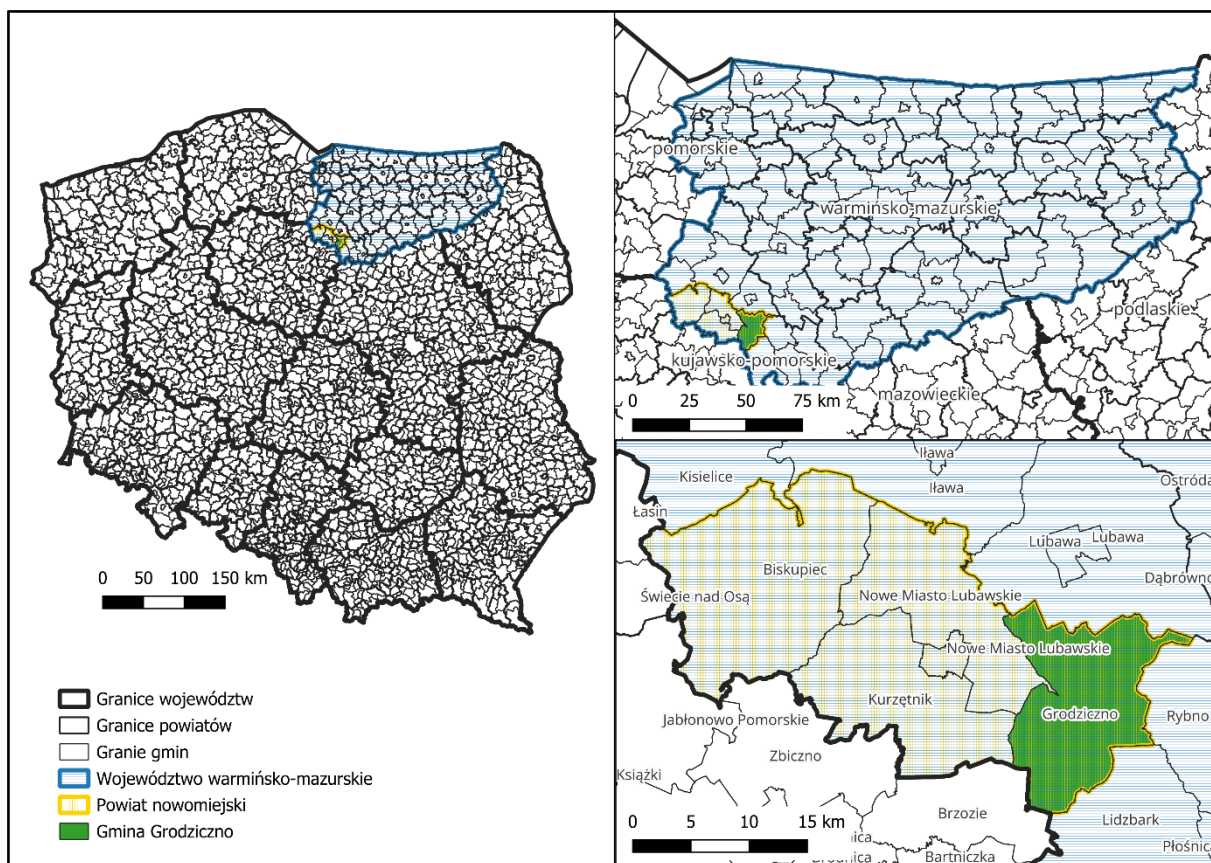 0 50 100 150 km
Granice województw
Granice powiatów
Granie gmin
Województwo warmińsko-mazurskie
Powiat nowomiejski
Gmina Grodziczno
pomorskie
warmińsko-mazurskie
podlaskie
kujawsko-pomorskie
mazowieckie
0 25 50 75 km
Iława
Kisielice
Iława
Ostróda
Łasin
Lubawa
Lubawa
Biskupiec
Dąbrówno
Świecie nad Osą
Nowe Miasto Lubawskie
Nowe Miasto Lubawskie
Kurzętnik
Grodziczno
Rybno
Jabłonowo Pomorskie
Zbiczno
Książki
Brzozie
Lidzbark
0 5 10 15 km
Bartniczka
Płośnica